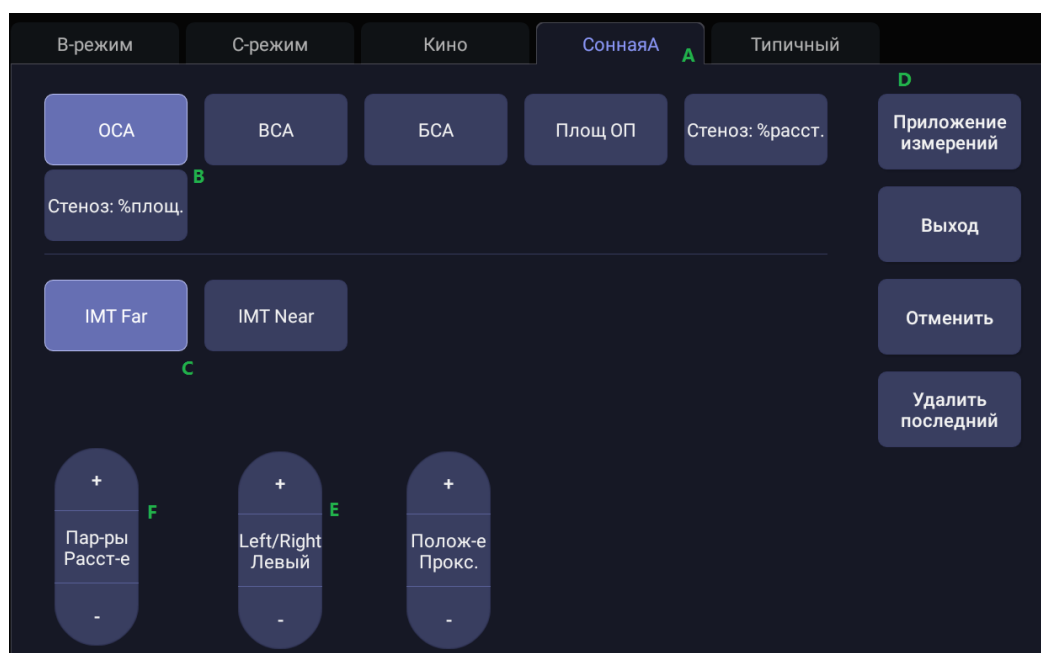 В-режим
С-режим
Кино
СоннаяА
A
Типичный
D
ОСА
ВСА
БСА
Площ ОП
Стеноз: %расст.
Приложение
измерений
B
Стеноз: %площ.
Выход
IMT Far
IMT Near
Отменить
C
Удалить
последний
+
+
+
F
E
Пар-ры
Расст-е
Left/Right
Левый
Полож-е
Прокс.
-
-
-